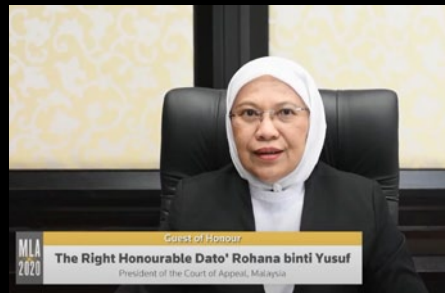 Guest of Honour
MLA
2020
The Right Honourable Dato' Rohana binti Yusuf
President of the Court of Appeal, Malaysia